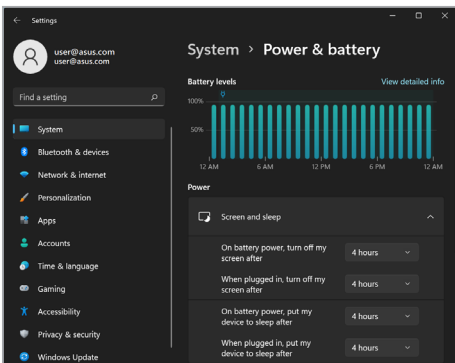 Settings
user@asus.com
user@asus.com
Find a setting
System
Bluetooth & devices
Network & internet
Personalization
Apps
Accounts
Time & language
Gaming
Accessibility
Privacy & security
Windows Update
System > Power & battery
Battery levels
View detailed info
100%
50%
12 AM 6 AM 12 PM 6 PM 12 AM
Power
Screen and sleep
On battery power, turn off my
screen after
4 hours
When plugged in, turn off my
screen after
4 hours
On battery power, put my
device to sleep after
4 hours
When plugged in, put my
device to sleep after
4 hours